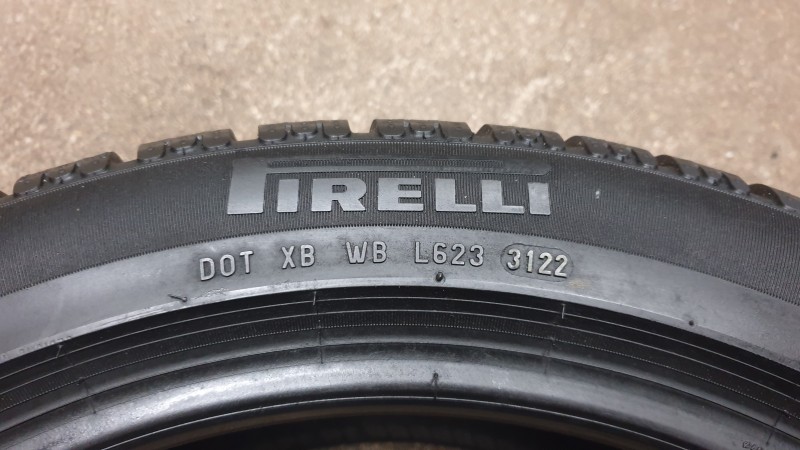 PIRELLI
DOT XB WB L623 3122